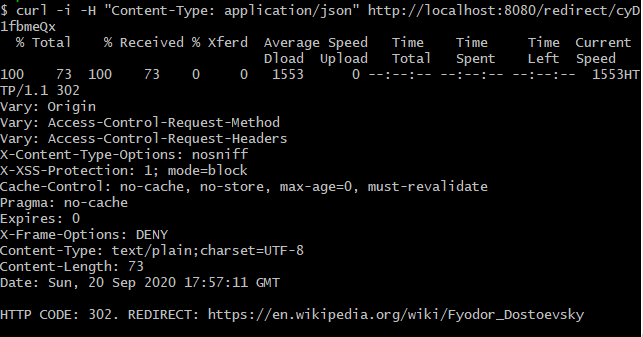 $ curl -i -H "Content-Type: application/json" http://localhost:8080/redirect/cyD
1fbmeQx
  % Total    % Received % Xferd  Average Speed   Time    Time     Time  Current
                                 Dload  Upload   Total   Spent    Left  Speed
100    73  100    73    0     0   1553      0 --:--:-- --:--:-- --:--:--  1553HT
TP/1.1 302
Vary: Origin
Vary: Access-Control-Request-Method
Vary: Access-Control-Request-Headers
X-Content-Type-Options: nosniff
X-XSS-Protection: 1; mode=block
Cache-Control: no-cache, no-store, max-age=0, must-revalidate
Pragma: no-cache
Expires: 0
X-Frame-Options: DENY
Content-Type: text/plain;charset=UTF-8
Content-Length: 73
Date: Sun, 20 Sep 2020 17:57:11 GMT

HTTP CODE: 302. REDIRECT: https://en.wikipedia.org/wiki/Fyodor_Dostoevsky